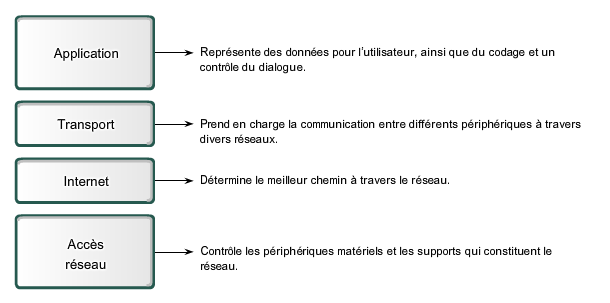 Application
Représente des données pour l'utilisateur, ainsi que du codage et un
contrôle du dialogue.
Transport
Prend en charge la communication entre différents périphériques à travers
divers réseaux.
Internet
Détermine le meilleur chemin à travers le réseau.
Accès
réseau
Contrôle les périphériques matériels et les supports qui constituent le
réseau.